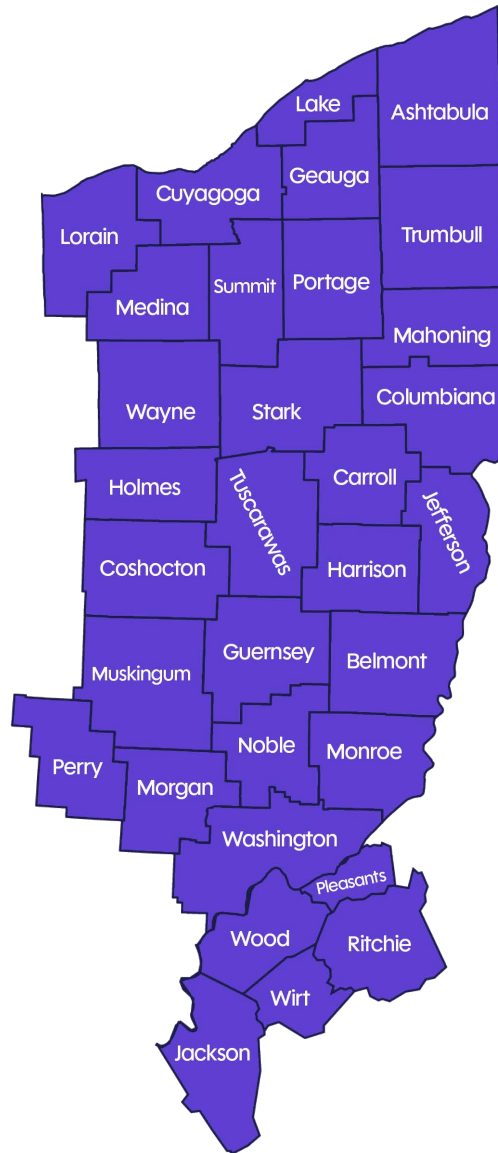 Lake
Ashtabula
Geauga
Cuyagoga
Lorain
Trumbull
Summit
Portage
Medina
Mahoning
Columbiana
Wayne
Stark
Carroll
Holmes
Tuscarawas
Jefferson
Coshocton
Harrison
Guernsey
Belmont
Muskingum
Noble
Monroe
Perry
Morgan
Washington
Pleasants
Wood
Ritchie
Wirt
Jackson